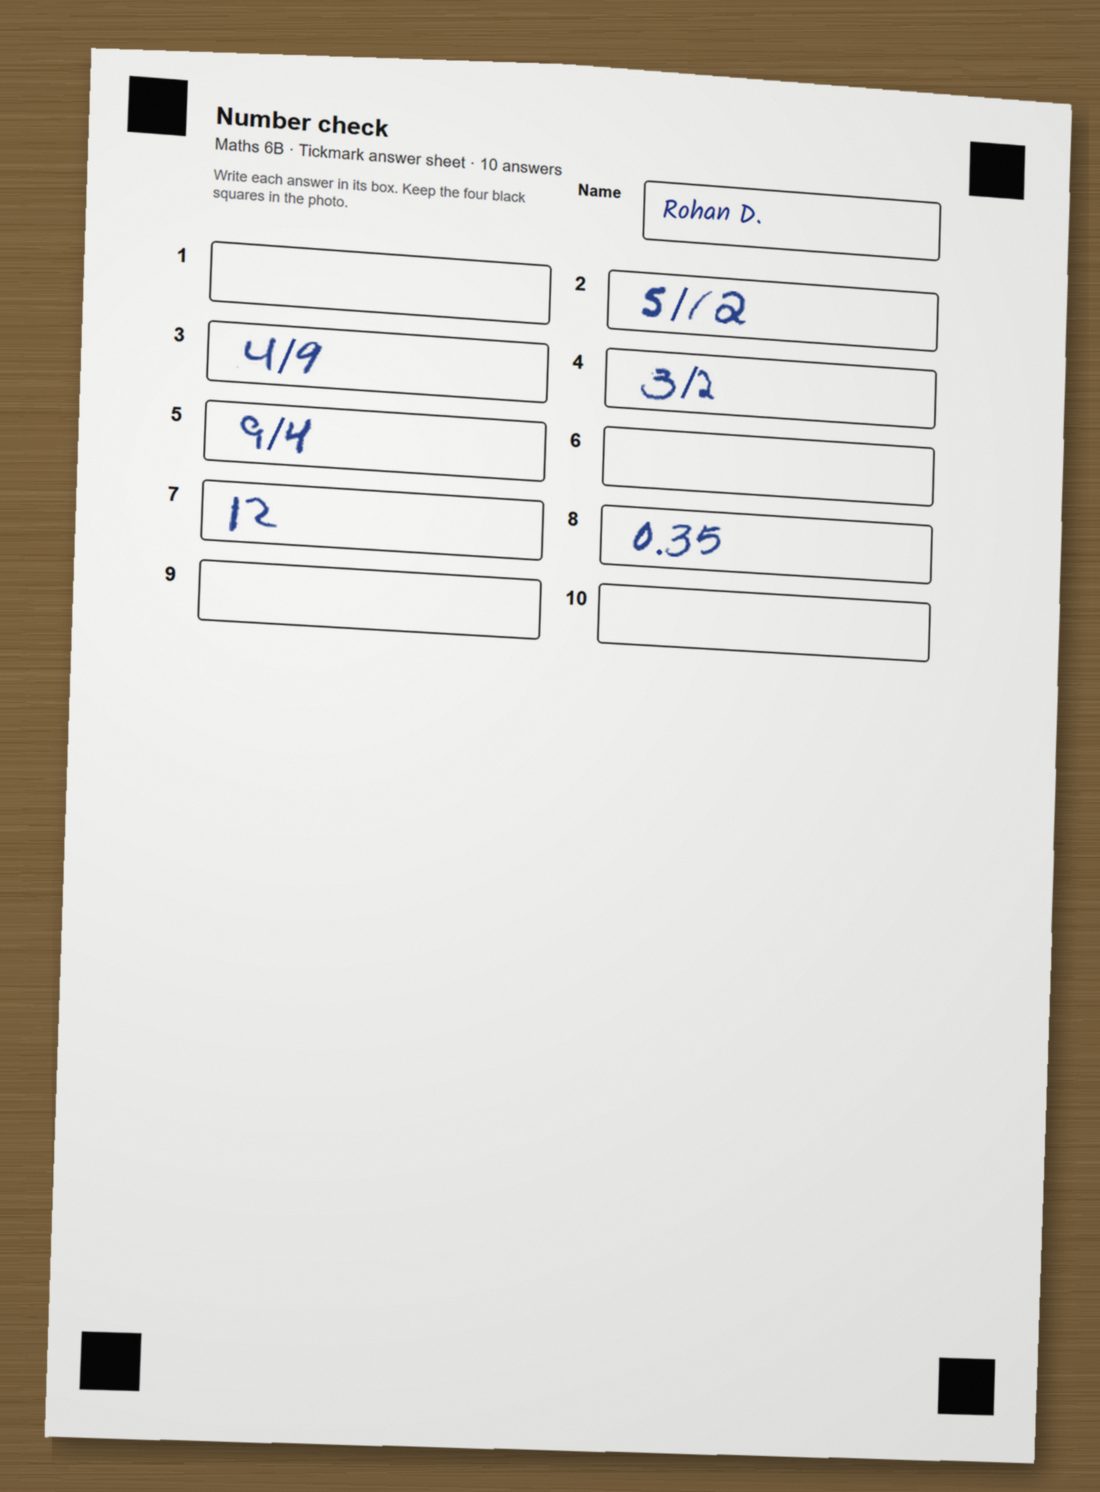 Number check
Maths 6B · Tickmark answer sheet · 10 answers
Write each answer in its box. Keep the four black
squares in the photo.
Name Rohan D.
1
2 5/12
3 4/9
4 3/2
5 9/4
6
7 12
8 0.35
9
10